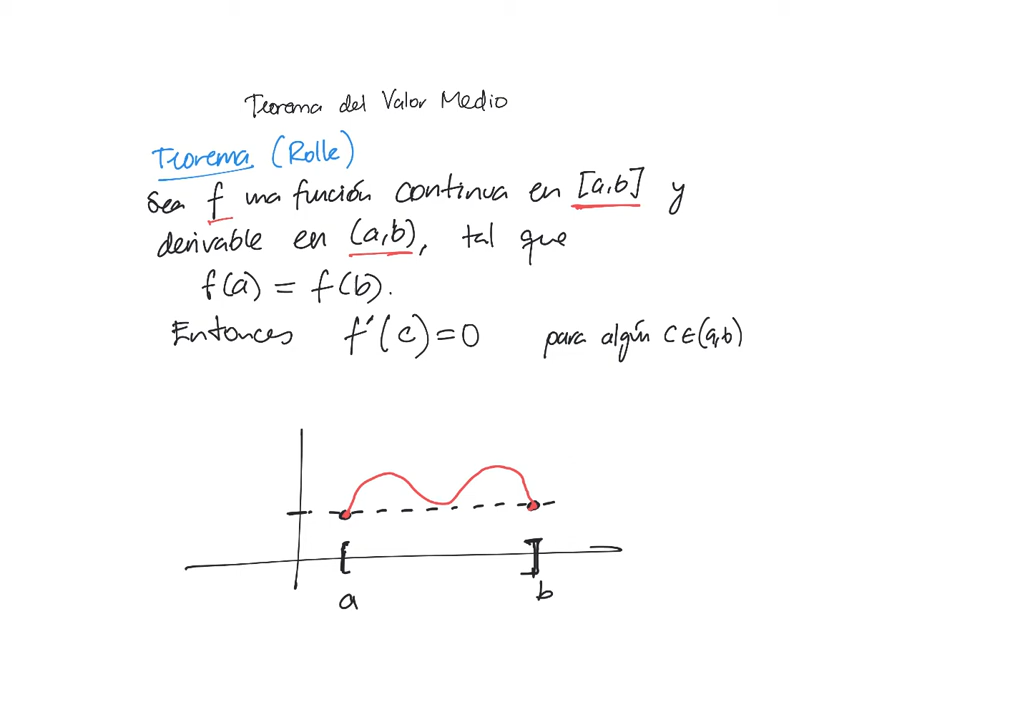 Teorema del Valor Medio
Teorema (Rolle)
Sea f una función continua en [a,b] y
derivable en (a,b), tal que
f(a) = f(b).
Entonces f'(c)=0 para algún c∈(a,b)
a b